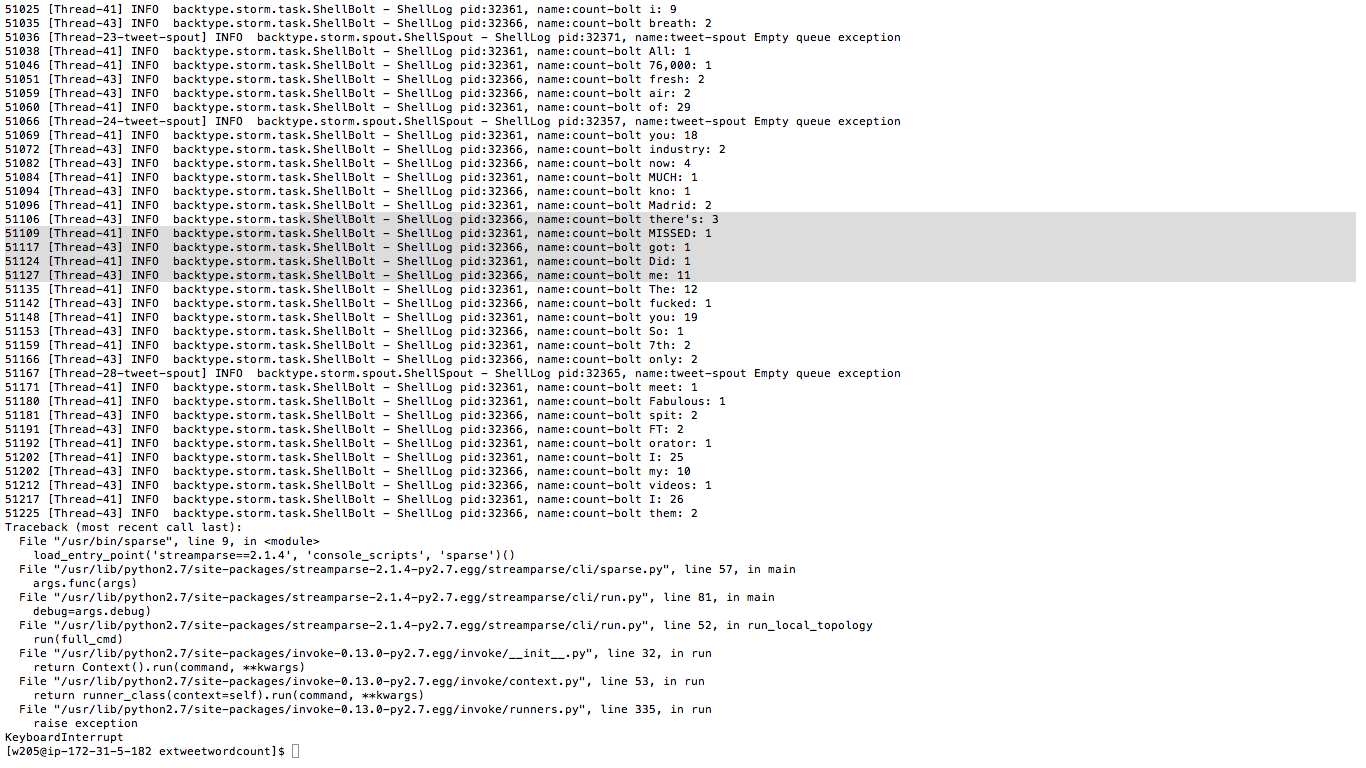 51025 [Thread-41] INFO  backtype.storm.task.ShellBolt - ShellLog pid:32361, name:count-bolt i: 9
51035 [Thread-43] INFO  backtype.storm.task.ShellBolt - ShellLog pid:32366, name:count-bolt breath: 2
51036 [Thread-23-tweet-spout] INFO  backtype.storm.spout.ShellSpout - ShellLog pid:32371, name:tweet-spout Empty queue exception
51038 [Thread-41] INFO  backtype.storm.task.ShellBolt - ShellLog pid:32361, name:count-bolt All: 1
51046 [Thread-41] INFO  backtype.storm.task.ShellBolt - ShellLog pid:32361, name:count-bolt 76,000: 1
51051 [Thread-43] INFO  backtype.storm.task.ShellBolt - ShellLog pid:32366, name:count-bolt fresh: 2
51059 [Thread-43] INFO  backtype.storm.task.ShellBolt - ShellLog pid:32366, name:count-bolt air: 2
51060 [Thread-41] INFO  backtype.storm.task.ShellBolt - ShellLog pid:32361, name:count-bolt of: 29
51066 [Thread-24-tweet-spout] INFO  backtype.storm.spout.ShellSpout - ShellLog pid:32357, name:tweet-spout Empty queue exception
51069 [Thread-41] INFO  backtype.storm.task.ShellBolt - ShellLog pid:32361, name:count-bolt you: 18
51072 [Thread-43] INFO  backtype.storm.task.ShellBolt - ShellLog pid:32366, name:count-bolt industry: 2
51082 [Thread-43] INFO  backtype.storm.task.ShellBolt - ShellLog pid:32366, name:count-bolt now: 4
51084 [Thread-41] INFO  backtype.storm.task.ShellBolt - ShellLog pid:32361, name:count-bolt MUCH: 1
51094 [Thread-43] INFO  backtype.storm.task.ShellBolt - ShellLog pid:32366, name:count-bolt kno: 1
51096 [Thread-41] INFO  backtype.storm.task.ShellBolt - ShellLog pid:32361, name:count-bolt Madrid: 2
51106 [Thread-43] INFO  backtype.storm.task.ShellBolt - ShellLog pid:32366, name:count-bolt there's: 3
51109 [Thread-41] INFO  backtype.storm.task.ShellBolt - ShellLog pid:32361, name:count-bolt MISSED: 1
51117 [Thread-43] INFO  backtype.storm.task.ShellBolt - ShellLog pid:32366, name:count-bolt got: 1
51124 [Thread-41] INFO  backtype.storm.task.ShellBolt - ShellLog pid:32361, name:count-bolt Did: 1
51127 [Thread-43] INFO  backtype.storm.task.ShellBolt - ShellLog pid:32366, name:count-bolt me: 11
51135 [Thread-41] INFO  backtype.storm.task.ShellBolt - ShellLog pid:32361, name:count-bolt The: 12
51142 [Thread-43] INFO  backtype.storm.task.ShellBolt - ShellLog pid:32366, name:count-bolt fucked: 1
51148 [Thread-41] INFO  backtype.storm.task.ShellBolt - ShellLog pid:32361, name:count-bolt you: 19
51153 [Thread-43] INFO  backtype.storm.task.ShellBolt - ShellLog pid:32366, name:count-bolt So: 1
51159 [Thread-41] INFO  backtype.storm.task.ShellBolt - ShellLog pid:32361, name:count-bolt 7th: 2
51166 [Thread-43] INFO  backtype.storm.task.ShellBolt - ShellLog pid:32366, name:count-bolt only: 2
51167 [Thread-28-tweet-spout] INFO  backtype.storm.spout.ShellSpout - ShellLog pid:32365, name:tweet-spout Empty queue exception
51171 [Thread-41] INFO  backtype.storm.task.ShellBolt - ShellLog pid:32361, name:count-bolt meet: 1
51180 [Thread-41] INFO  backtype.storm.task.ShellBolt - ShellLog pid:32361, name:count-bolt Fabulous: 1
51181 [Thread-43] INFO  backtype.storm.task.ShellBolt - ShellLog pid:32366, name:count-bolt spit: 2
51191 [Thread-43] INFO  backtype.storm.task.ShellBolt - ShellLog pid:32366, name:count-bolt FT: 2
51192 [Thread-41] INFO  backtype.storm.task.ShellBolt - ShellLog pid:32361, name:count-bolt orator: 1
51202 [Thread-41] INFO  backtype.storm.task.ShellBolt - ShellLog pid:32361, name:count-bolt I: 25
51202 [Thread-43] INFO  backtype.storm.task.ShellBolt - ShellLog pid:32366, name:count-bolt my: 10
51212 [Thread-43] INFO  backtype.storm.task.ShellBolt - ShellLog pid:32366, name:count-bolt videos: 1
51217 [Thread-41] INFO  backtype.storm.task.ShellBolt - ShellLog pid:32361, name:count-bolt I: 26
51225 [Thread-43] INFO  backtype.storm.task.ShellBolt - ShellLog pid:32366, name:count-bolt them: 2
Traceback (most recent call last):
  File "/usr/bin/sparse", line 9, in <module>
    load_entry_point('streamparse==2.1.4', 'console_scripts', 'sparse')()
  File "/usr/lib/python2.7/site-packages/streamparse-2.1.4-py2.7.egg/streamparse/cli/sparse.py", line 57, in main
    args.func(args)
  File "/usr/lib/python2.7/site-packages/streamparse-2.1.4-py2.7.egg/streamparse/cli/run.py", line 81, in main
    debug=args.debug)
  File "/usr/lib/python2.7/site-packages/streamparse-2.1.4-py2.7.egg/streamparse/cli/run.py", line 52, in run_local_topology
    run(full_cmd)
  File "/usr/lib/python2.7/site-packages/invoke-0.13.0-py2.7.egg/invoke/__init__.py", line 32, in run
    return Context().run(command, **kwargs)
  File "/usr/lib/python2.7/site-packages/invoke-0.13.0-py2.7.egg/invoke/context.py", line 53, in run
    return runner_class(context=self).run(command, **kwargs)
  File "/usr/lib/python2.7/site-packages/invoke-0.13.0-py2.7.egg/invoke/runners.py", line 335, in run
    raise exception
KeyboardInterrupt
[w205@ip-172-31-5-182 extweetwordcount]$